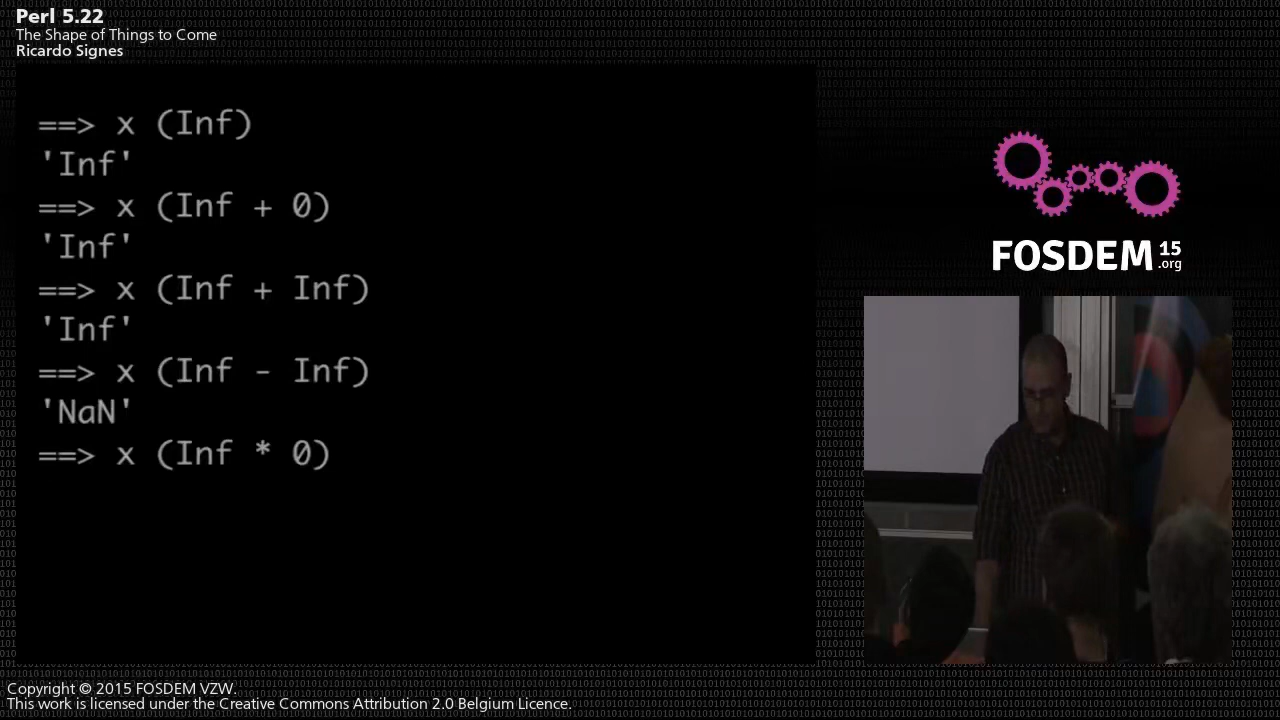 Perl 5.22
The Shape of Things to Come
Ricardo Signes
==> x (Inf)
'Inf'
==> x (Inf + 0)
'Inf'
==> x (Inf + Inf)
'Inf'
==> x (Inf - Inf)
'NaN'
==> x (Inf * 0)
FOSDEM 15
.org
Copyright © 2015 FOSDEM VZW.
This work is licensed under the Creative Commons Attribution 2.0 Belgium Licence.